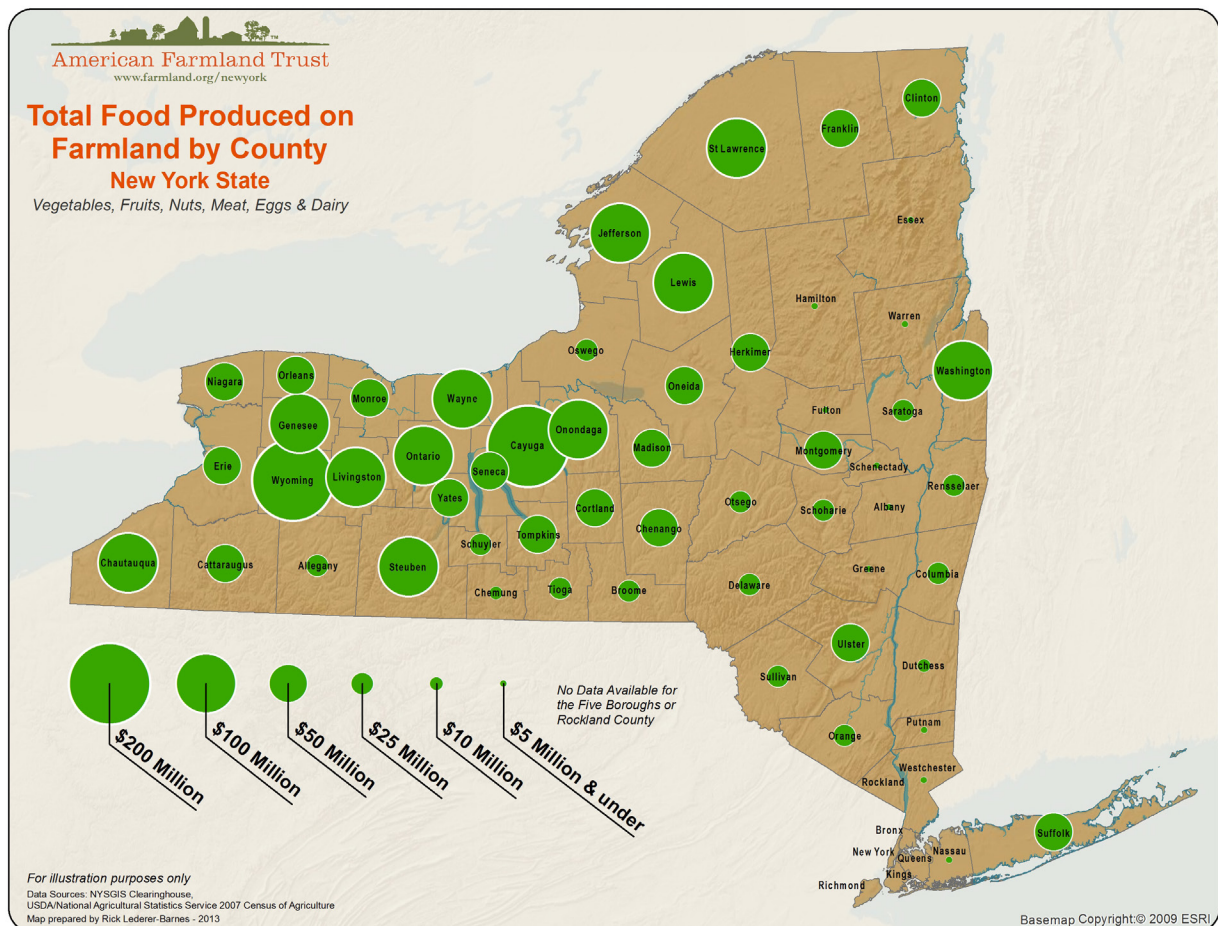 American Farmland Trust
www.farmland.org/newyork
Total Food Produced on
Farmland by County
New York State
Vegetables, Fruits, Nuts, Meat, Eggs & Dairy
Clinton
Franklin
St Lawrence
Essex
Jefferson
Lewis
Hamilton
Warren
Oswego
Herkimer
Washington
Niagara
Orleans
Monroe
Wayne
Oneida
Genesee
Onondaga
Fulton
Saratoga
Cayuga
Madison
Montgomery
Ontario
Erie
Schenectady
Seneca
Wyoming
Livingston
Rensselaer
Yates
Otsego
Cortland
Schoharie
Albany
Chenango
Tompkins
Schuyler
Chautauqua
Cattaraugus
Allegany
Steuben
Greene
Columbia
Delaware
Chemung
Tioga
Broome
Ulster
Dutchess
Sullivan
Putnam
Orange
Westchester
Rockland
Suffolk
Bronx
New York
Nassau
Queens
Kings
Richmond
No Data Available for
the Five Boroughs or
Rockland County
$200 Million
$100 Million
$50 Million
$25 Million
$10 Million
$5 Million & under
For illustration purposes only
Data Sources: NYSGIS Clearinghouse,
USDA/National Agricultural Statistics Service 2007 Census of Agriculture
Map prepared by Rick Lederer-Barnes - 2013
Basemap Copyright:© 2009 ESRI